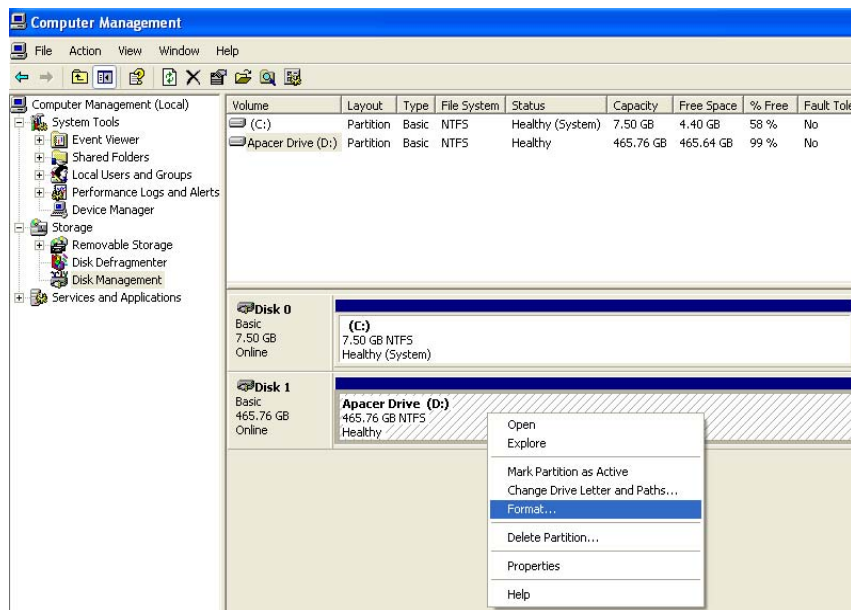 Computer Management
File Action View Window Help
Computer Management (Local)
System Tools
Event Viewer
Shared Folders
Local Users and Groups
Performance Logs and Alerts
Device Manager
Storage
Removable Storage
Disk Defragmenter
Disk Management
Services and Applications
Volume Layout Type File System Status Capacity Free Space % Free Fault Tole
(C:) Partition Basic NTFS Healthy (System) 7.50 GB 4.40 GB 58 % No
Apacer Drive (D:) Partition Basic NTFS Healthy 465.76 GB 465.64 GB 99 % No
Disk 0
Basic
7.50 GB
Online
(C:)
7.50 GB NTFS
Healthy (System)
Disk 1
Basic
465.76 GB
Online
Apacer Drive (D:)
465.76 GB NTFS
Healthy
Open
Explore
Mark Partition as Active
Change Drive Letter and Paths...
Format...
Delete Partition...
Properties
Help